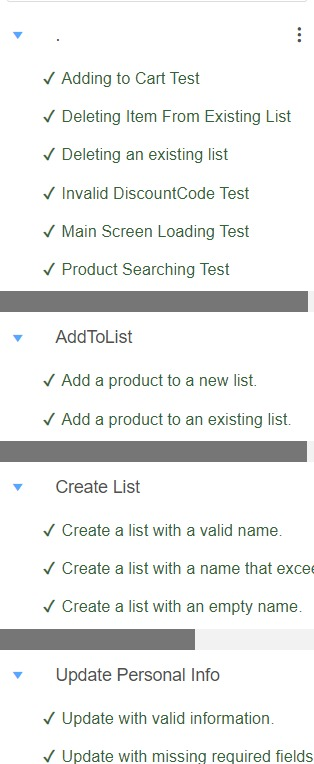 .
✓ Adding to Cart Test
✓ Deleting Item From Existing List
✓ Deleting an existing list
✓ Invalid DiscountCode Test
✓ Main Screen Loading Test
✓ Product Searching Test
AddToList
✓ Add a product to a new list.
✓ Add a product to an existing list.
Create List
✓ Create a list with a valid name.
✓ Create a list with a name that excee
✓ Create a list with an empty name.
Update Personal Info
✓ Update with valid information.
✓ Update with missing required fields